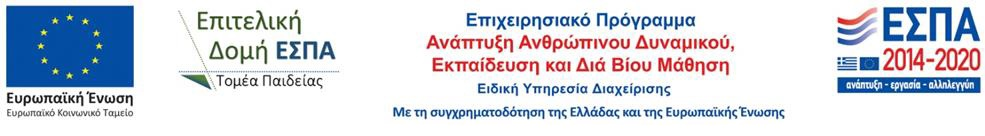 Ευρωπαϊκή Ένωση
Ευρωπαϊκό Κοινωνικό Ταμείο
Επιτελική
Δομή ΕΣΠΑ
Τομέα Παιδείας
Επιχειρησιακό Πρόγραμμα
Ανάπτυξη Ανθρώπινου Δυναμικού,
Εκπαίδευση και Διά Βίου Μάθηση
Ειδική Υπηρεσία Διαχείρισης
Με τη συγχρηματοδότηση της Ελλάδας και της Ευρωπαϊκής Ένωσης
ΕΣΠΑ
2014-2020
ανάπτυξη - εργασία - αλληλεγγύη